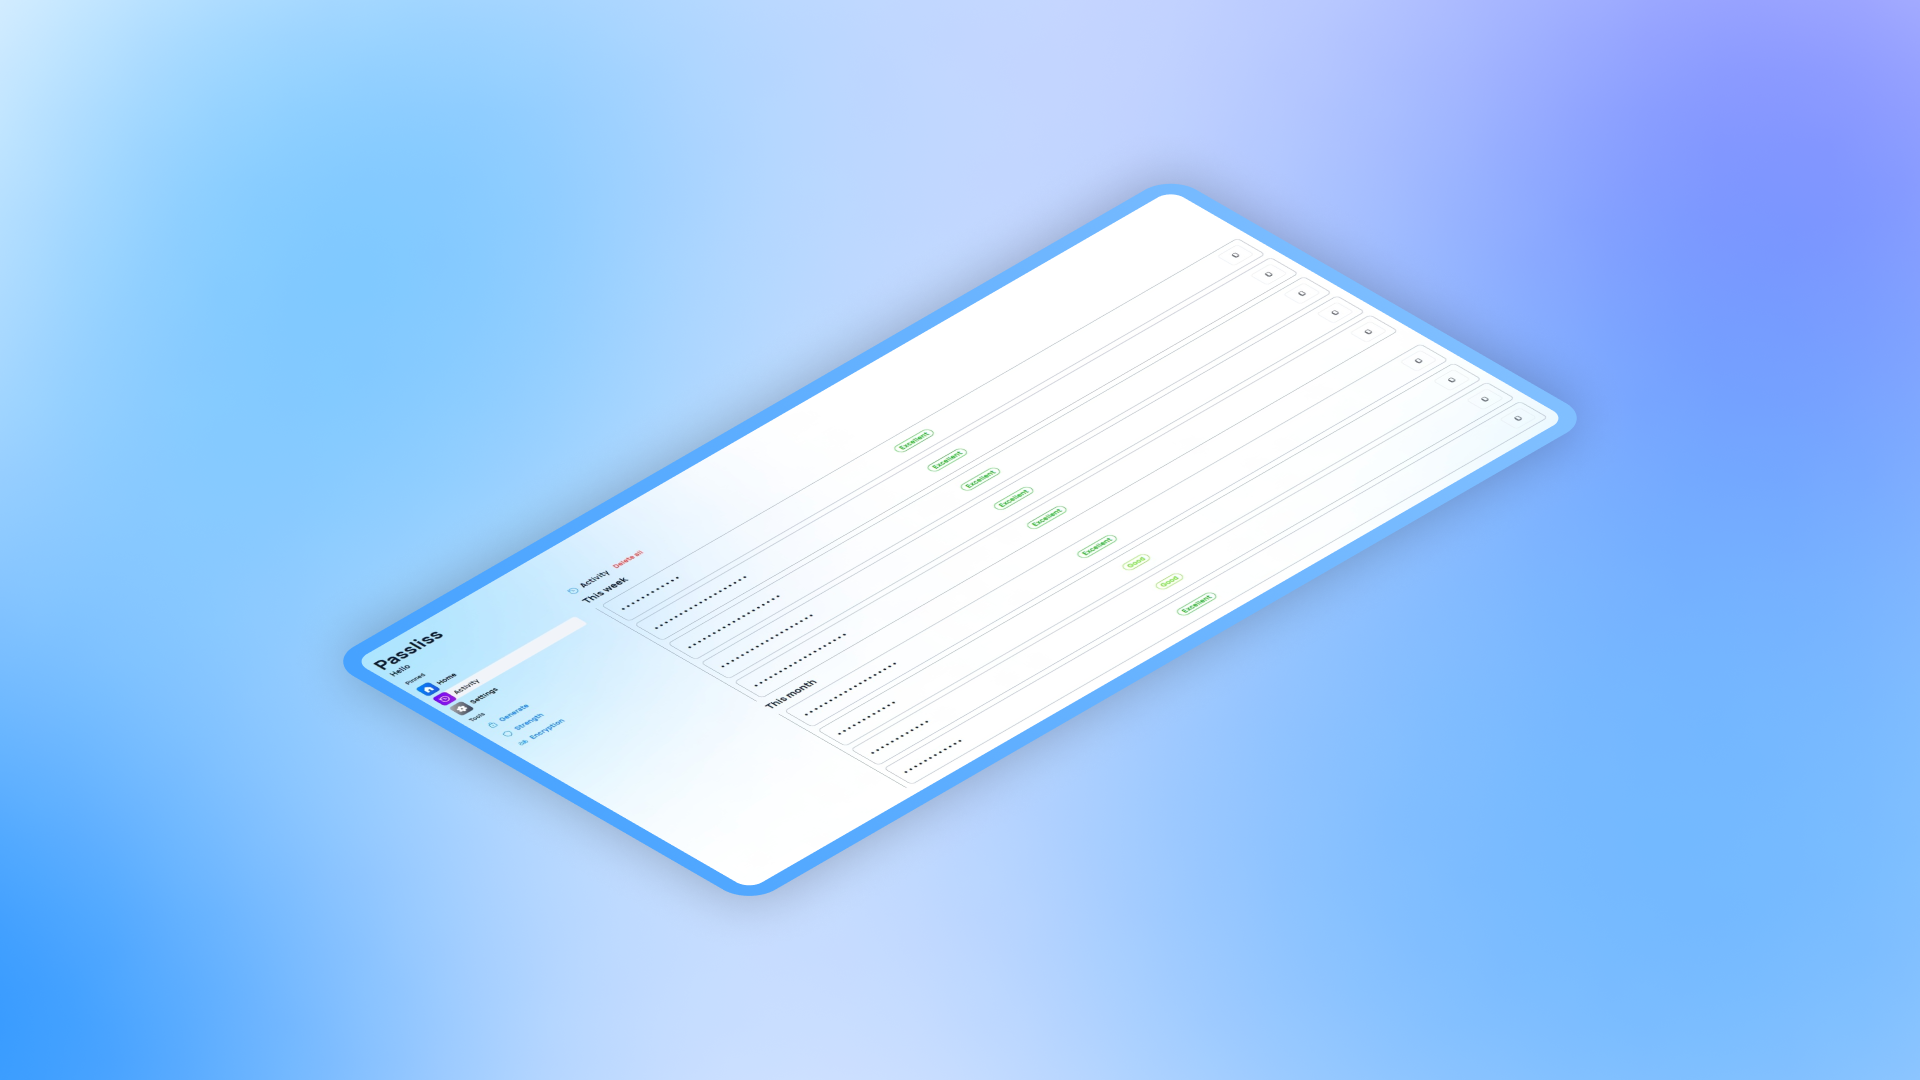 Passliss
Hello
Pinned
Home
Activity
Settings
Tools
Generate
Strength
Encryption
Activity
Delete all
This week
•••••••••••• Excellent
••••••••••••••••••• Excellent
••••••••••••••••••• Excellent
••••••••••••••••••• Excellent
••••••••••••••••••• Excellent
This month
••••••••••••••••••• Excellent
•••••••••••• Good
•••••••••••• Good
•••••••••••• Excellent